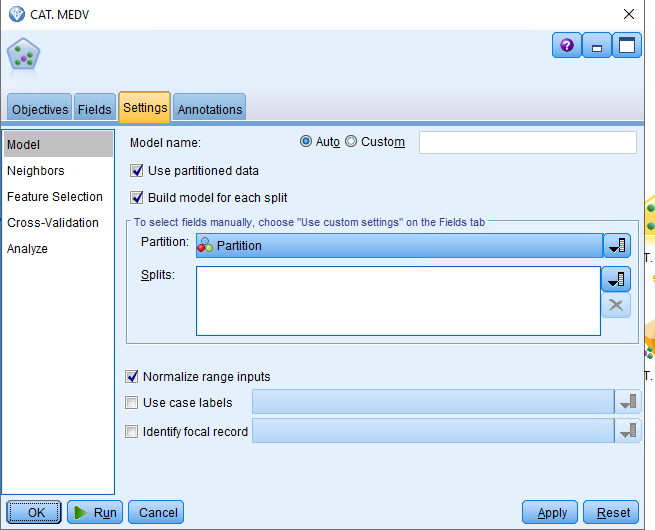 CAT. MEDV
Objectives Fields Settings Annotations
Model
Neighbors
Feature Selection
Cross-Validation
Analyze
Model name: Auto Custom
Use partitioned data
Build model for each split
To select fields manually, choose "Use custom settings" on the Fields tab
Partition: Partition
Splits:
Normalize range inputs
Use case labels
Identify focal record
OK Run Cancel Apply Reset
T.
T.